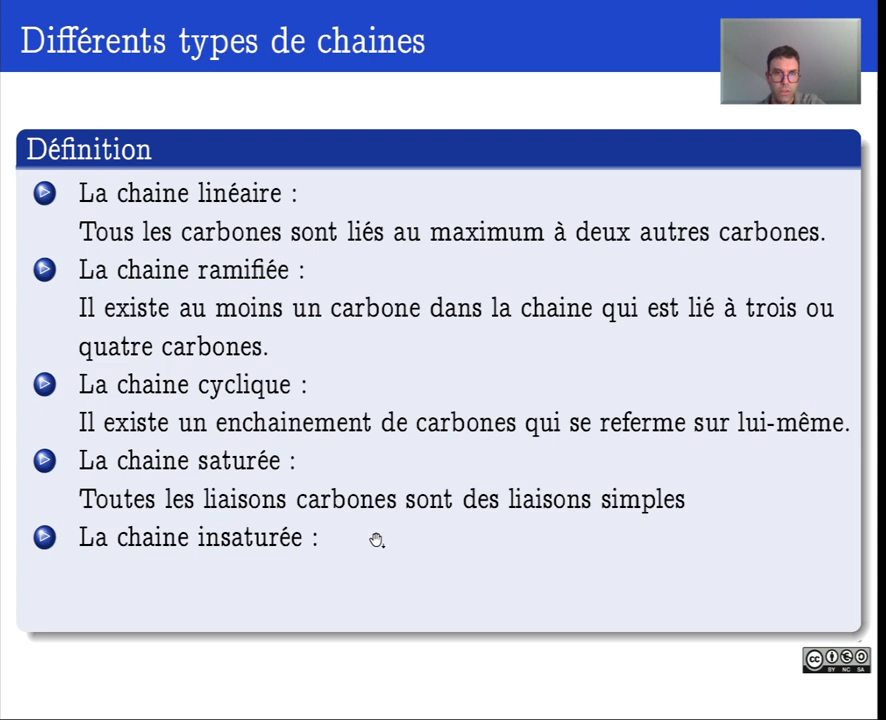 Différents types de chaines
Définition
La chaine linéaire :
Tous les carbones sont liés au maximum à deux autres carbones.
La chaine ramifiée :
Il existe au moins un carbone dans la chaine qui est lié à trois ou
quatre carbones.
La chaine cyclique :
Il existe un enchainement de carbones qui se referme sur lui-même.
La chaine saturée :
Toutes les liaisons carbones sont des liaisons simples
La chaine insaturée :
cc
BY NC SA